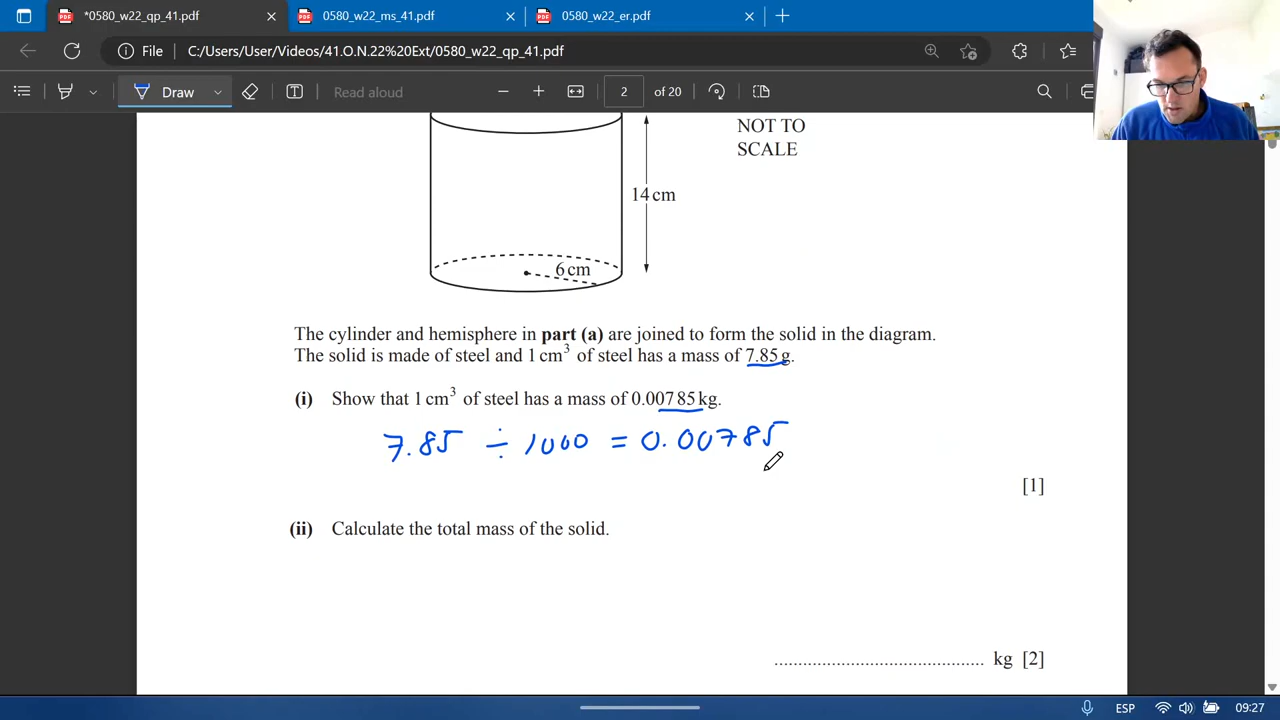 *0580_w22_qp_41.pdf
0580_w22_ms_41.pdf
0580_w22_er.pdf
File
C:/Users/User/Videos/41.O.N.22%20Ext/0580_w22_qp_41.pdf
Draw
Read aloud
2
of 20
NOT TO
SCALE
14 cm
6 cm
The cylinder and hemisphere in part (a) are joined to form the solid in the diagram.
The solid is made of steel and 1 cm³ of steel has a mass of 7.85 g.
(i) Show that 1 cm³ of steel has a mass of 0.00785 kg.
7.85 ÷ 1000 = 0.00785
[1]
(ii) Calculate the total mass of the solid.
............................................ kg [2]
ESP
09:27